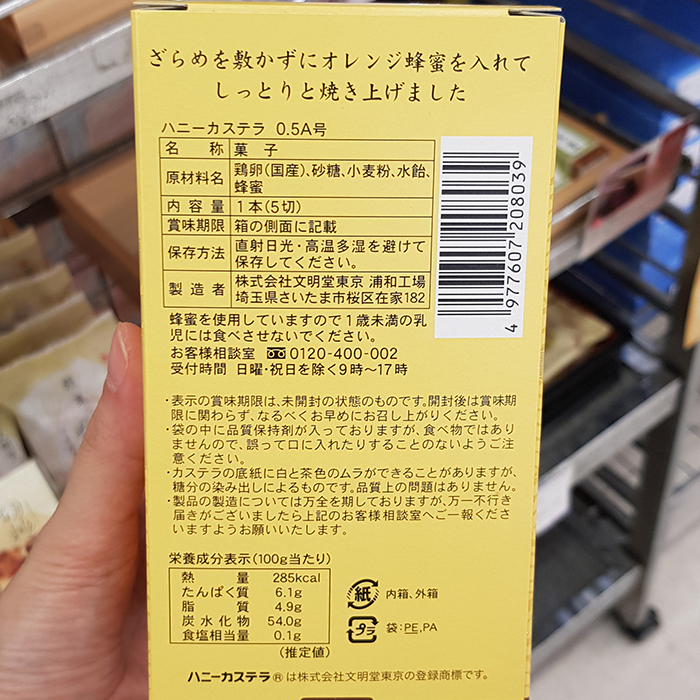 ざらめを敷かずにオレンジ蜂蜜を入れて
しっとりと焼き上げました
ハニーカステラ 0.5A号
名称 菓子
原材料名 鶏卵(国産)、砂糖、小麦粉、水飴、
蜂蜜
内容量 1本(5切)
賞味期限 箱の側面に記載
保存方法 直射日光・高温多湿を避けて
保存してください。
製造者 株式会社文明堂東京 浦和工場
埼玉県さいたま市桜区在家182
4 977607 208039
蜂蜜を使用していますので1歳未満の乳
児には食べさせないでください。
お客様相談室 0120-400-002
受付時間 日曜・祝日を除く9時〜17時
・表示の賞味期限は、未開封の状態のものです。開封後は賞味期
限に関わらず、なるべくお早めにお召し上がりください。
・袋の中に品質保持剤が入っておりますが、食べ物ではあり
ませんので、誤って口に入れたりすることのないようご注
意ください。
・カステラの底紙に白と茶色のムラができることがありますが、
糖分の染み出しによるものです。品質上の問題はありません。
・製品の製造については万全を期しておりますが、万一不行き
届きがございましたら上記のお客様相談室へご一報くださ
いますようお願いいたします。
栄養成分表示(100g当たり)
熱量 285kcal
たんぱく質 6.1g
脂質 4.9g
炭水化物 54.0g
食塩相当量 0.1g
(推定値)
紙 内箱、外箱
プラ 袋:PE,PA
ハニーカステラ®は株式会社文明堂東京の登録商標です。